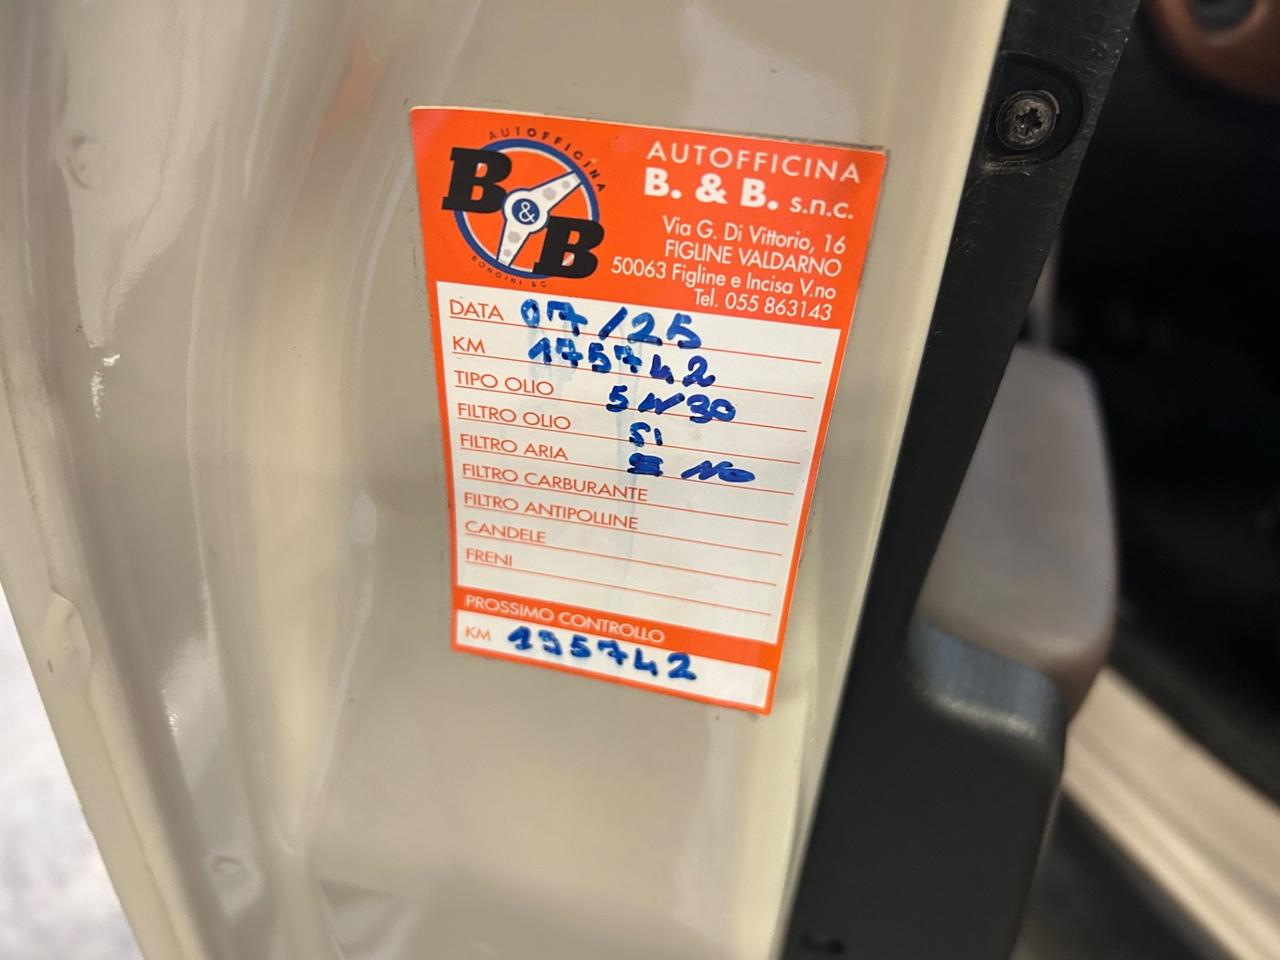 AUTOFFICINA
B & B
BONGINI & C.
AUTOFFICINA
B. & B. s.n.c.
Via G. Di Vittorio, 16
FIGLINE VALDARNO
50063 Figline e Incisa V.no
Tel. 055 863143
DATA 07/25
KM 175742
TIPO OLIO 5W30
FILTRO OLIO SI
FILTRO ARIA NO
FILTRO CARBURANTE
FILTRO ANTIPOLLINE
CANDELE
FRENI
PROSSIMO CONTROLLO
KM 195742